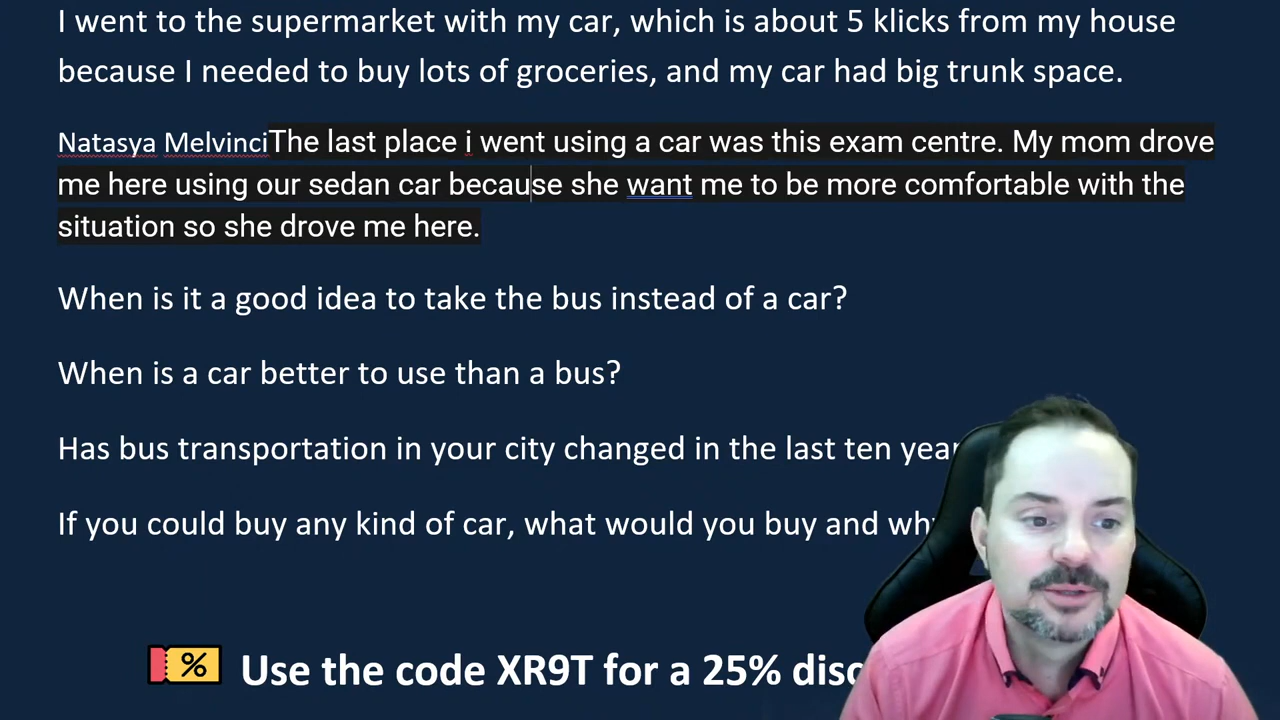 I went to the supermarket with my car, which is about 5 klicks from my house
because I needed to buy lots of groceries, and my car had big trunk space.
Natasya MelvinciThe last place i went using a car was this exam centre. My mom drove
me here using our sedan car because she want me to be more comfortable with the
situation so she drove me here.
When is it a good idea to take the bus instead of a car?
When is a car better to use than a bus?
Has bus transportation in your city changed in the last ten
If you could buy any kind of car, what would you buy and
% Use the code XR9T for a 25%